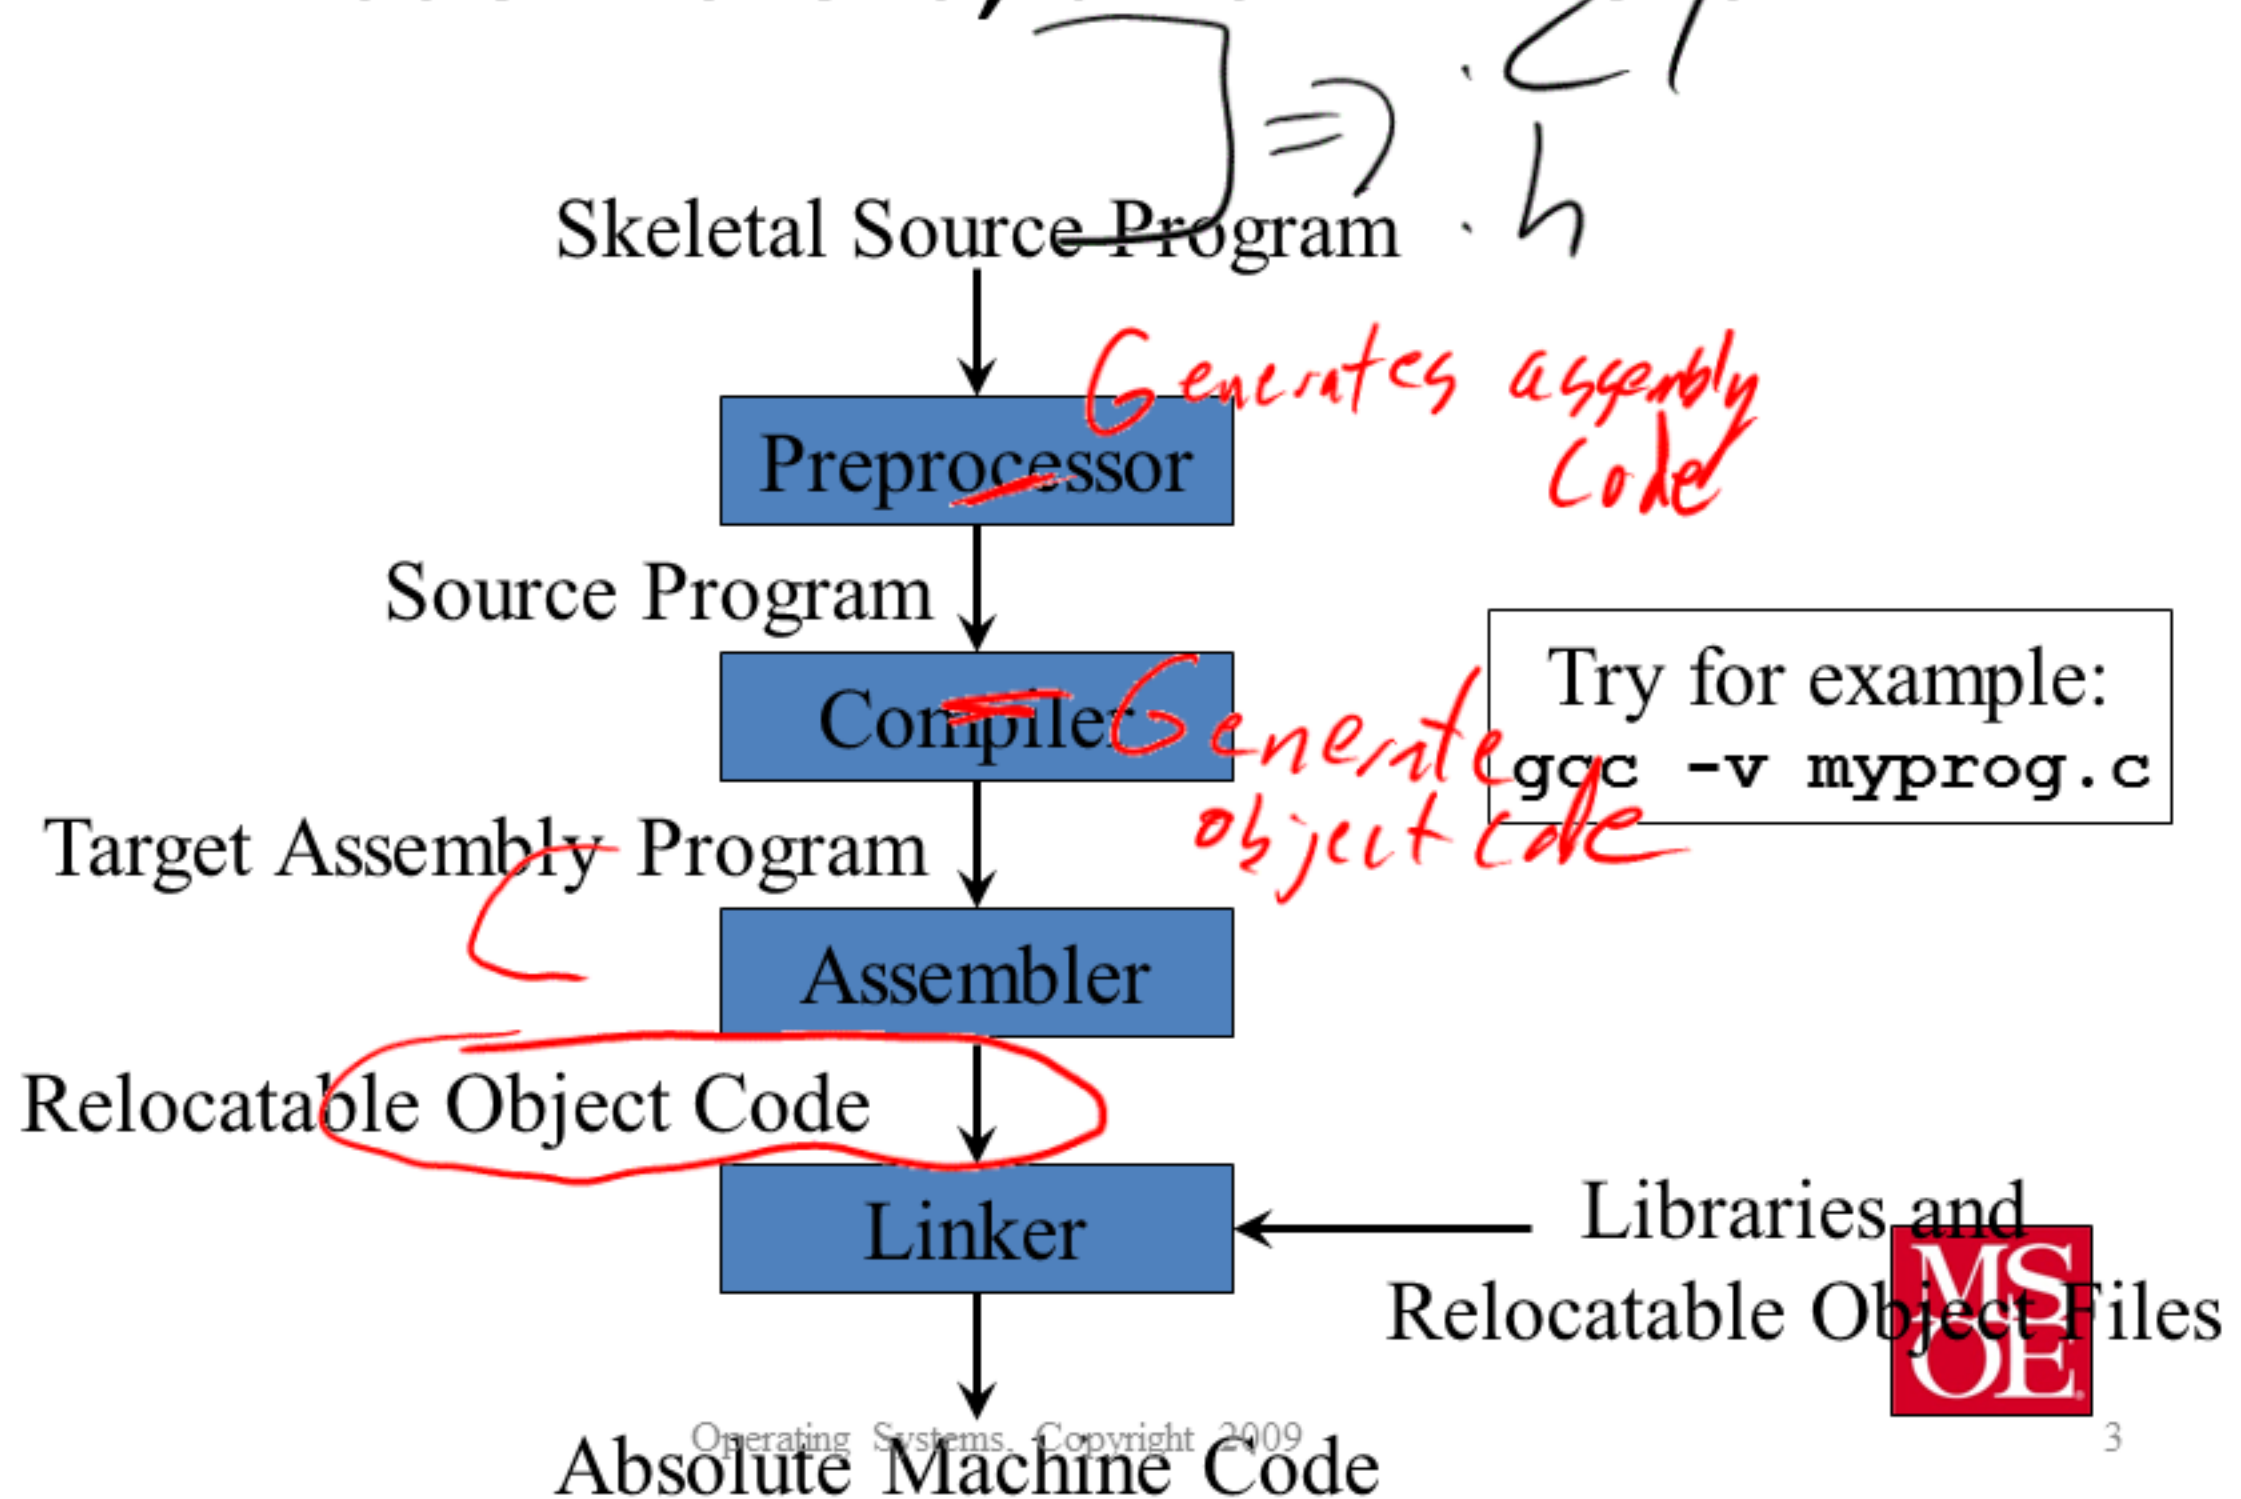 .h
Skeletal Source Program
Generates assembly
Code
Preprocessor
Source Program
Try for example:
Compiler
Generate
gcc -v myprog.c
object code
Target Assembly Program
Assembler
Relocatable Object Code
Linker
Libraries and
Relocatable Object Files
MS
OE
Operating Systems, Copyright 2009
3
Absolute Machine Code